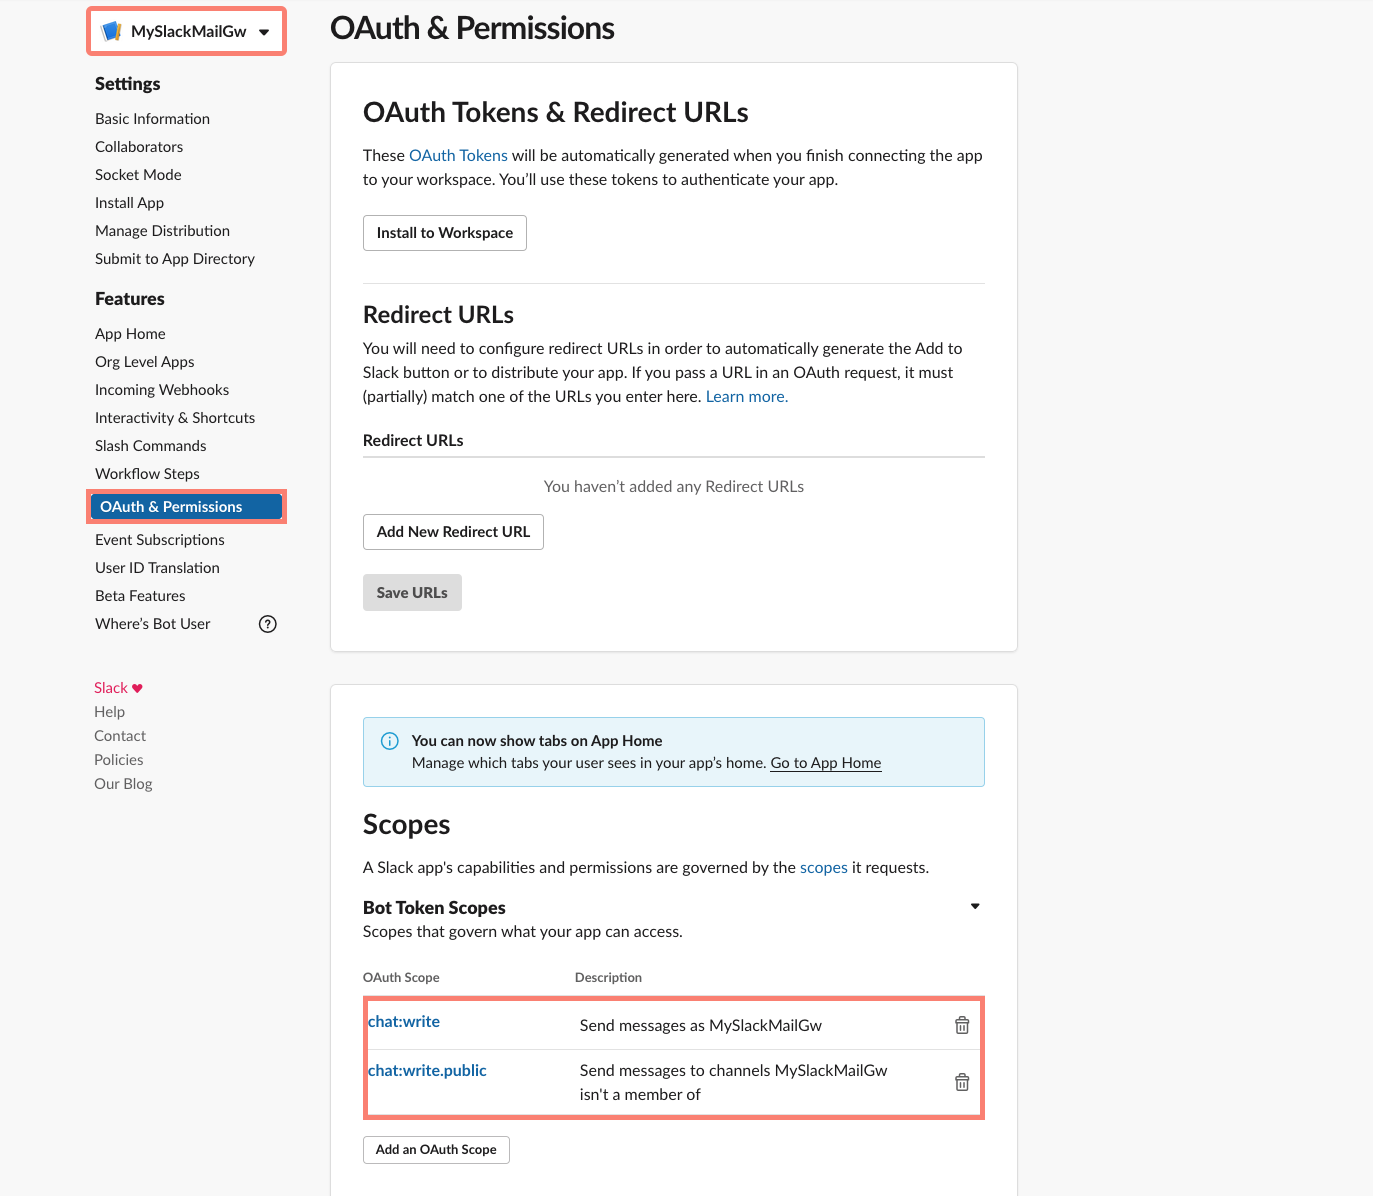 MySlackMailGw
Settings
Basic Information
Collaborators
Socket Mode
Install App
Manage Distribution
Submit to App Directory
Features
App Home
Org Level Apps
Incoming Webhooks
Interactivity & Shortcuts
Slash Commands
Workflow Steps
OAuth & Permissions
Event Subscriptions
User ID Translation
Beta Features
Where’s Bot User
Slack
Help
Contact
Policies
Our Blog
OAuth & Permissions
OAuth Tokens & Redirect URLs
These OAuth Tokens will be automatically generated when you finish connecting the app
to your workspace. You’ll use these tokens to authenticate your app.
Install to Workspace
Redirect URLs
You will need to configure redirect URLs in order to automatically generate the Add to
Slack button or to distribute your app. If you pass a URL in an OAuth request, it must
(partially) match one of the URLs you enter here. Learn more.
Redirect URLs
You haven’t added any Redirect URLs
Add New Redirect URL
Save URLs
You can now show tabs on App Home
Manage which tabs your user sees in your app’s home. Go to App Home
Scopes
A Slack app's capabilities and permissions are governed by the scopes it requests.
Bot Token Scopes
Scopes that govern what your app can access.
OAuth Scope Description
chat:write Send messages as MySlackMailGw
chat:write.public Send messages to channels MySlackMailGw
isn't a member of
Add an OAuth Scope